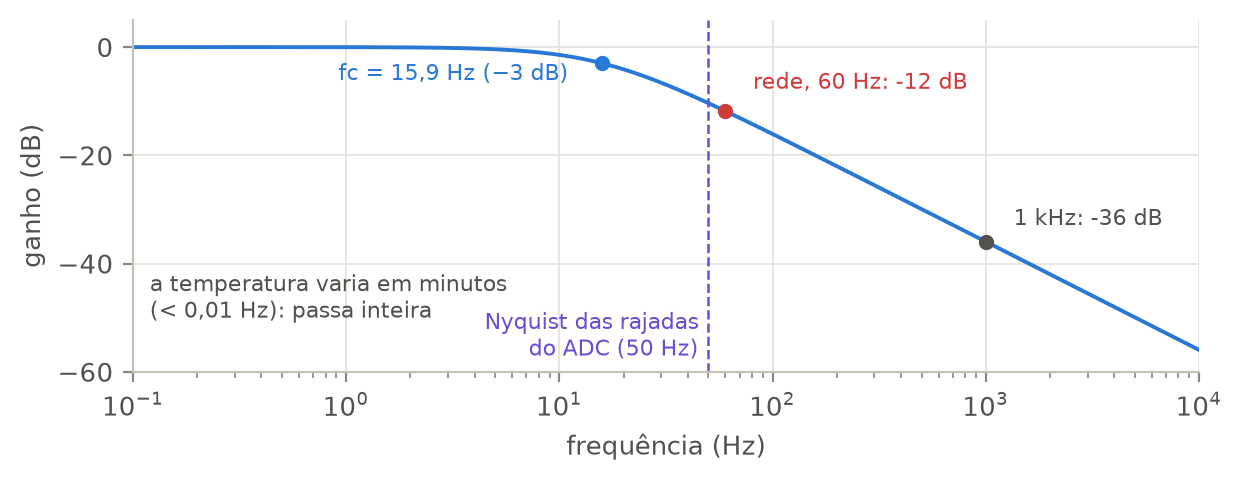 0
fc = 15,9 Hz (−3 dB)
rede, 60 Hz: -12 dB
−20
ganho (dB)
1 kHz: -36 dB
−40
a temperatura varia em minutos
(< 0,01 Hz): passa inteira
Nyquist das rajadas
do ADC (50 Hz)
−60
10⁻¹ 10⁰ 10¹ 10² 10³ 10⁴
frequência (Hz)